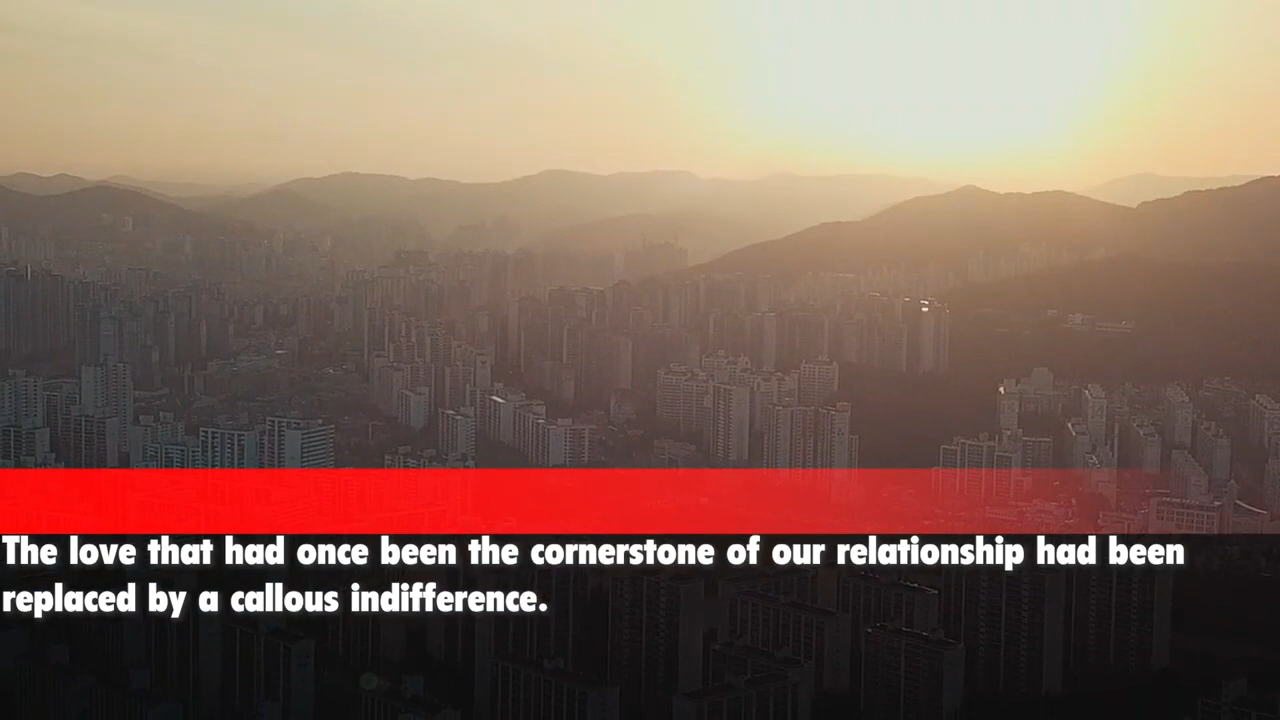 The love that had once been the cornerstone of our relationship had been
replaced by a callous indifference.